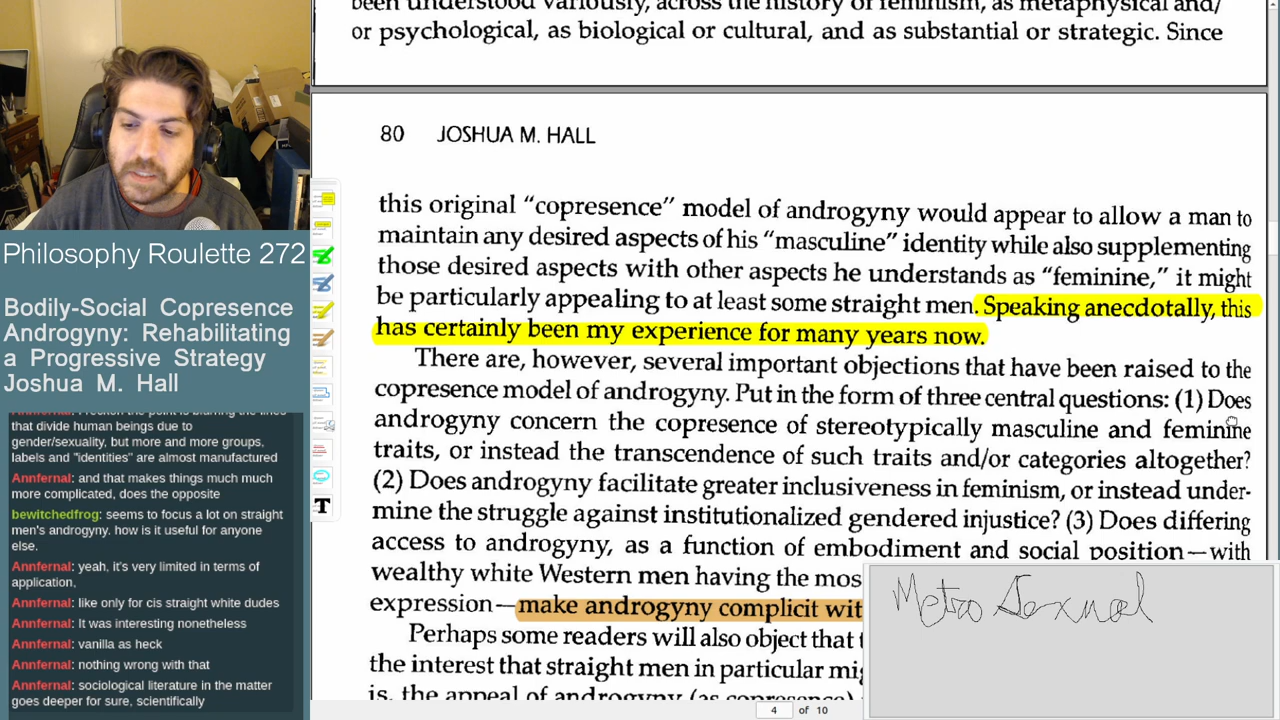 been understood variously, across the history of feminism, as metaphysical and/
or psychological, as biological or cultural, and as substantial or strategic. Since
80 JOSHUA M. HALL
this original “copresence” model of androgyny would appear to allow a man to
maintain any desired aspects of his “masculine” identity while also supplementing
those desired aspects with other aspects he understands as “feminine,” it might
be particularly appealing to at least some straight men. Speaking anecdotally, this
has certainly been my experience for many years now.
There are, however, several important objections that have been raised to the
copresence model of androgyny. Put in the form of three central questions: (1) Does
androgyny concern the copresence of stereotypically masculine and feminine
traits, or instead the transcendence of such traits and/or categories altogether?
(2) Does androgyny facilitate greater inclusiveness in feminism, or instead under-
mine the struggle against institutionalized gendered injustice? (3) Does differing
access to androgyny, as a function of embodiment and social position—with
wealthy white Western men having the mos
expression—make androgyny complicit wit
Perhaps some readers will also object that t
the interest that straight men in particular mig
is, the appeal of androgyny (as copresence)
Metro Sexual
4 of 10
T
Philosophy Roulette 272
Bodily-Social Copresence
Androgyny: Rehabilitating
a Progressive Strategy
Joshua M. Hall
Annfernal: I reckon the point is blurring the lines
that divide human beings due to
gender/sexuality, but more and more groups,
labels and "identities" are almost manufactured
Annfernal: and that makes things much much
more complicated, does the opposite
bewitchedfrog: seems to focus a lot on straight
men's androgyny. how is it useful for anyone
else.
Annfernal: yeah, it's very limited in terms of
application,
Annfernal: like only for cis straight white dudes
Annfernal: It was interesting nonetheless
Annfernal: vanilla as heck
Annfernal: nothing wrong with that
Annfernal: sociological literature in the matter
goes deeper for sure, scientifically